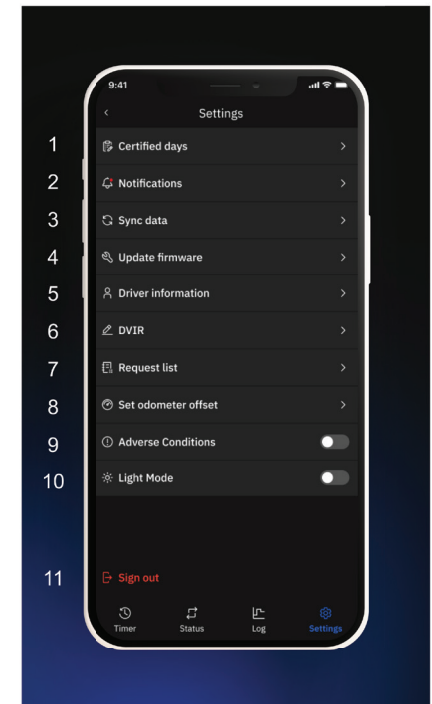 9:41
Settings
1 Certified days
2 Notifications
3 Sync data
4 Update firmware
5 Driver information
6 DVIR
7 Request list
8 Set odometer offset
9 Adverse Conditions
10 Light Mode
11 Sign out
Timer Status Log Settings